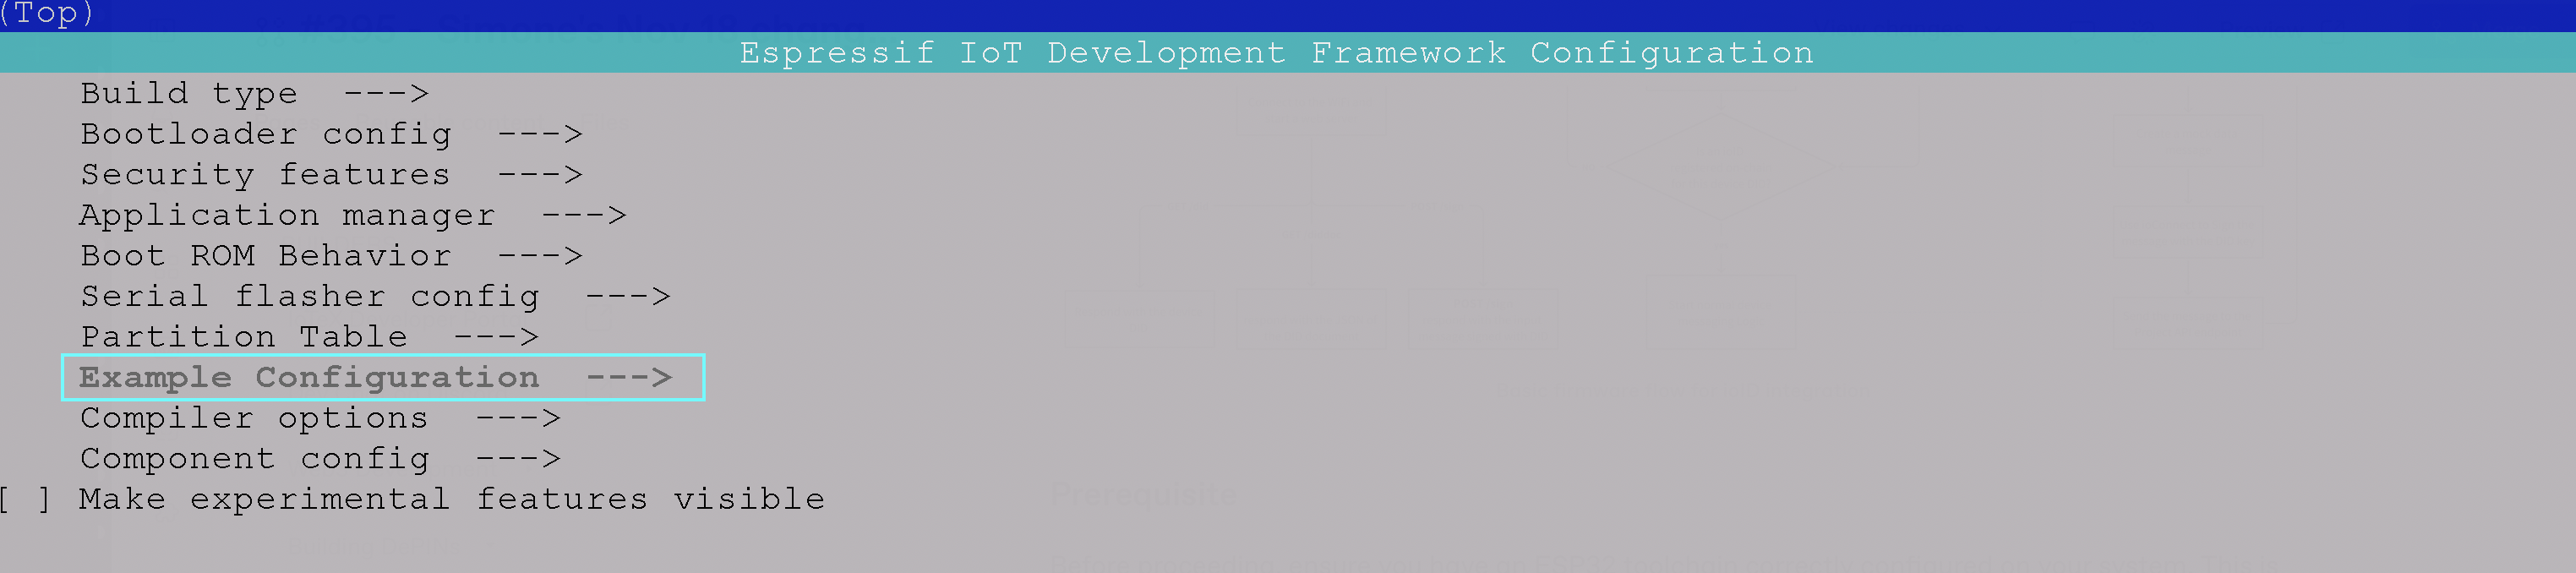 (Top)
Espressif IoT Development Framework Configuration
Build type  --->
Bootloader config  --->
Security features  --->
Application manager  --->
Boot ROM Behavior  --->
Serial flasher config  --->
Partition Table  --->
Example Configuration  --->
Compiler options  --->
Component config  --->
[ ] Make experimental features visible
Prerequisite